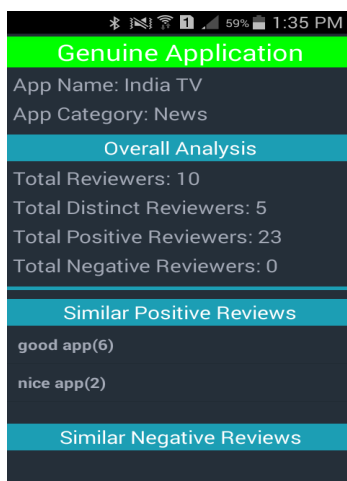 1 59% 1:35 PM
Genuine Application
App Name: India TV
App Category: News
Overall Analysis
Total Reviewers: 10
Total Distinct Reviewers: 5
Total Positive Reviewers: 23
Total Negative Reviewers: 0
Similar Positive Reviews
good app(6)
nice app(2)
Similar Negative Reviews